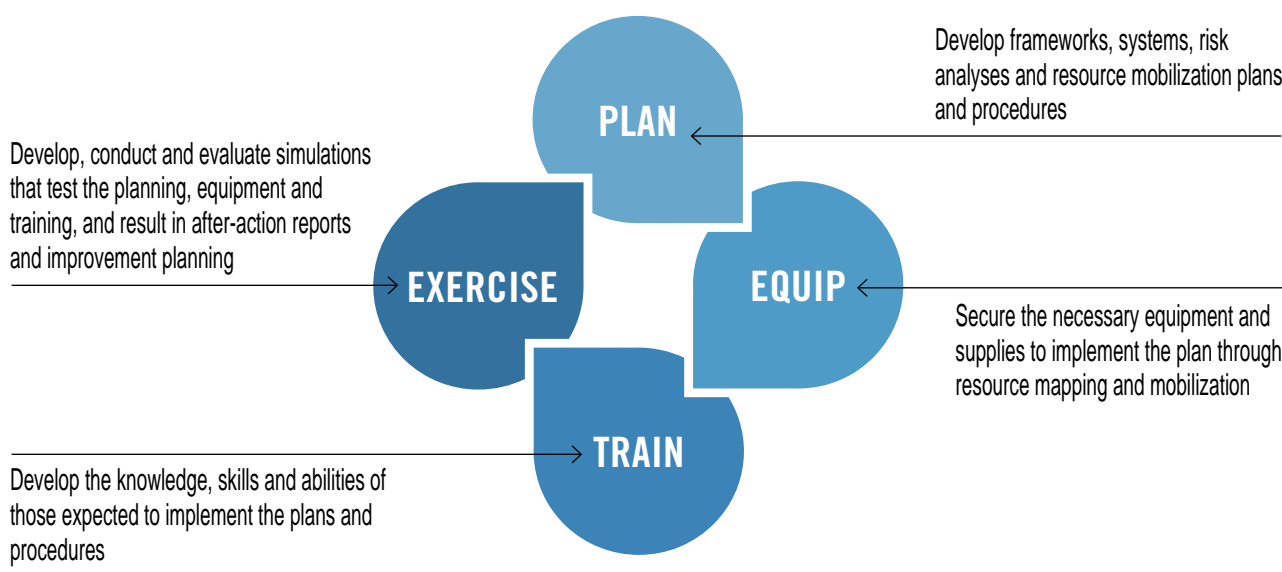 PLAN
Develop frameworks, systems, risk
analyses and resource mobilization plans
and procedures
EQUIP
Secure the necessary equipment and
supplies to implement the plan through
resource mapping and mobilization
TRAIN
Develop the knowledge, skills and abilities of
those expected to implement the plans and
procedures
EXERCISE
Develop, conduct and evaluate simulations
that test the planning, equipment and
training, and result in after-action reports
and improvement planning